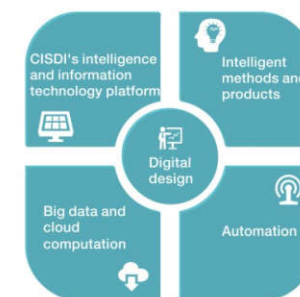 CISDI's intelligence
and information
technology platform
Intelligent
methods and
products
Digital
design
Big data and
cloud
computation
Automation